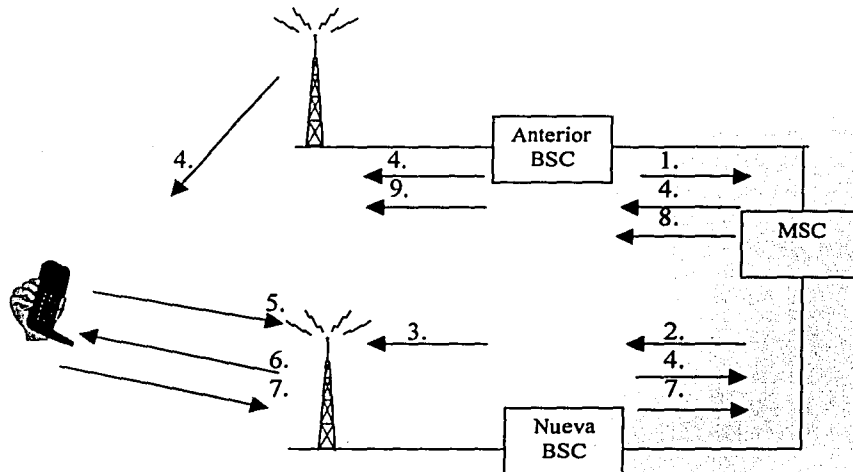 Anterior
BSC
4.
4.
1.
9.
4.
8.
MSC
5.
3.
2.
6.
4.
7.
7.
Nueva
BSC